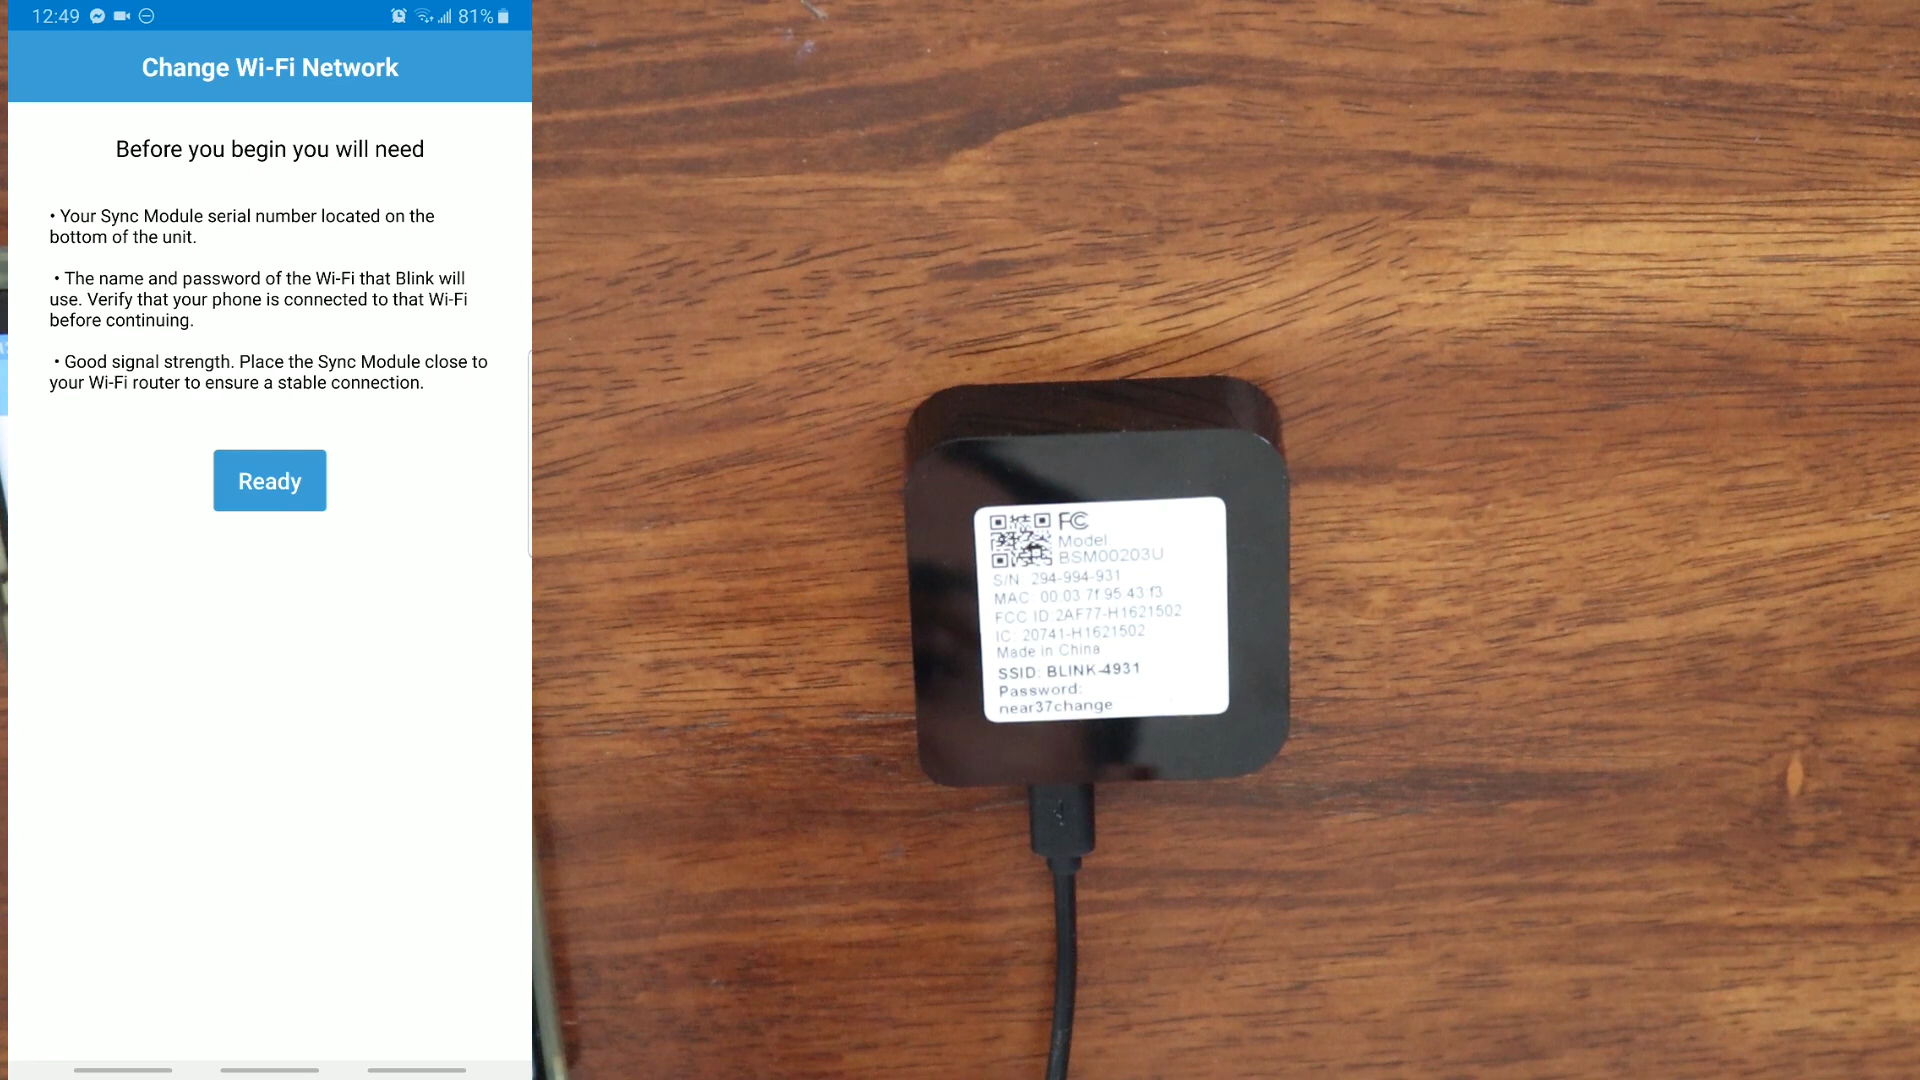 12:49
81%
Change Wi-Fi Network
Before you begin you will need
• Your Sync Module serial number located on the
bottom of the unit.
• The name and password of the Wi-Fi that Blink will
use. Verify that your phone is connected to that Wi-Fi
before continuing.
• Good signal strength. Place the Sync Module close to
your Wi-Fi router to ensure a stable connection.
Ready
FC
Model
BSM00203U
S/N: 294-994-931
MAC: 00:03:7f:95:43:f3
FCC ID:2AF77-H1621502
IC: 20741-H1621502
Made in China
SSID: BLINK-4931
Password:
near37change